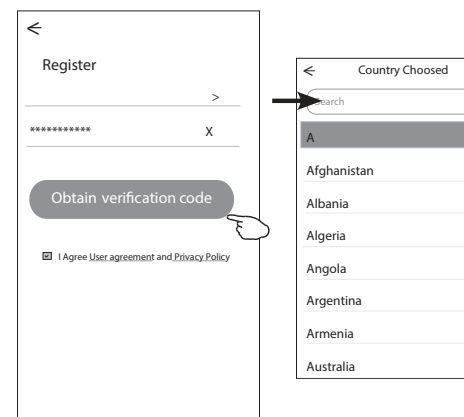 Register
>
*********** X
Obtain verification code
I Agree User agreement and Privacy Policy
Country Choosed
Search
A
Afghanistan
Albania
Algeria
Angola
Argentina
Armenia
Australia